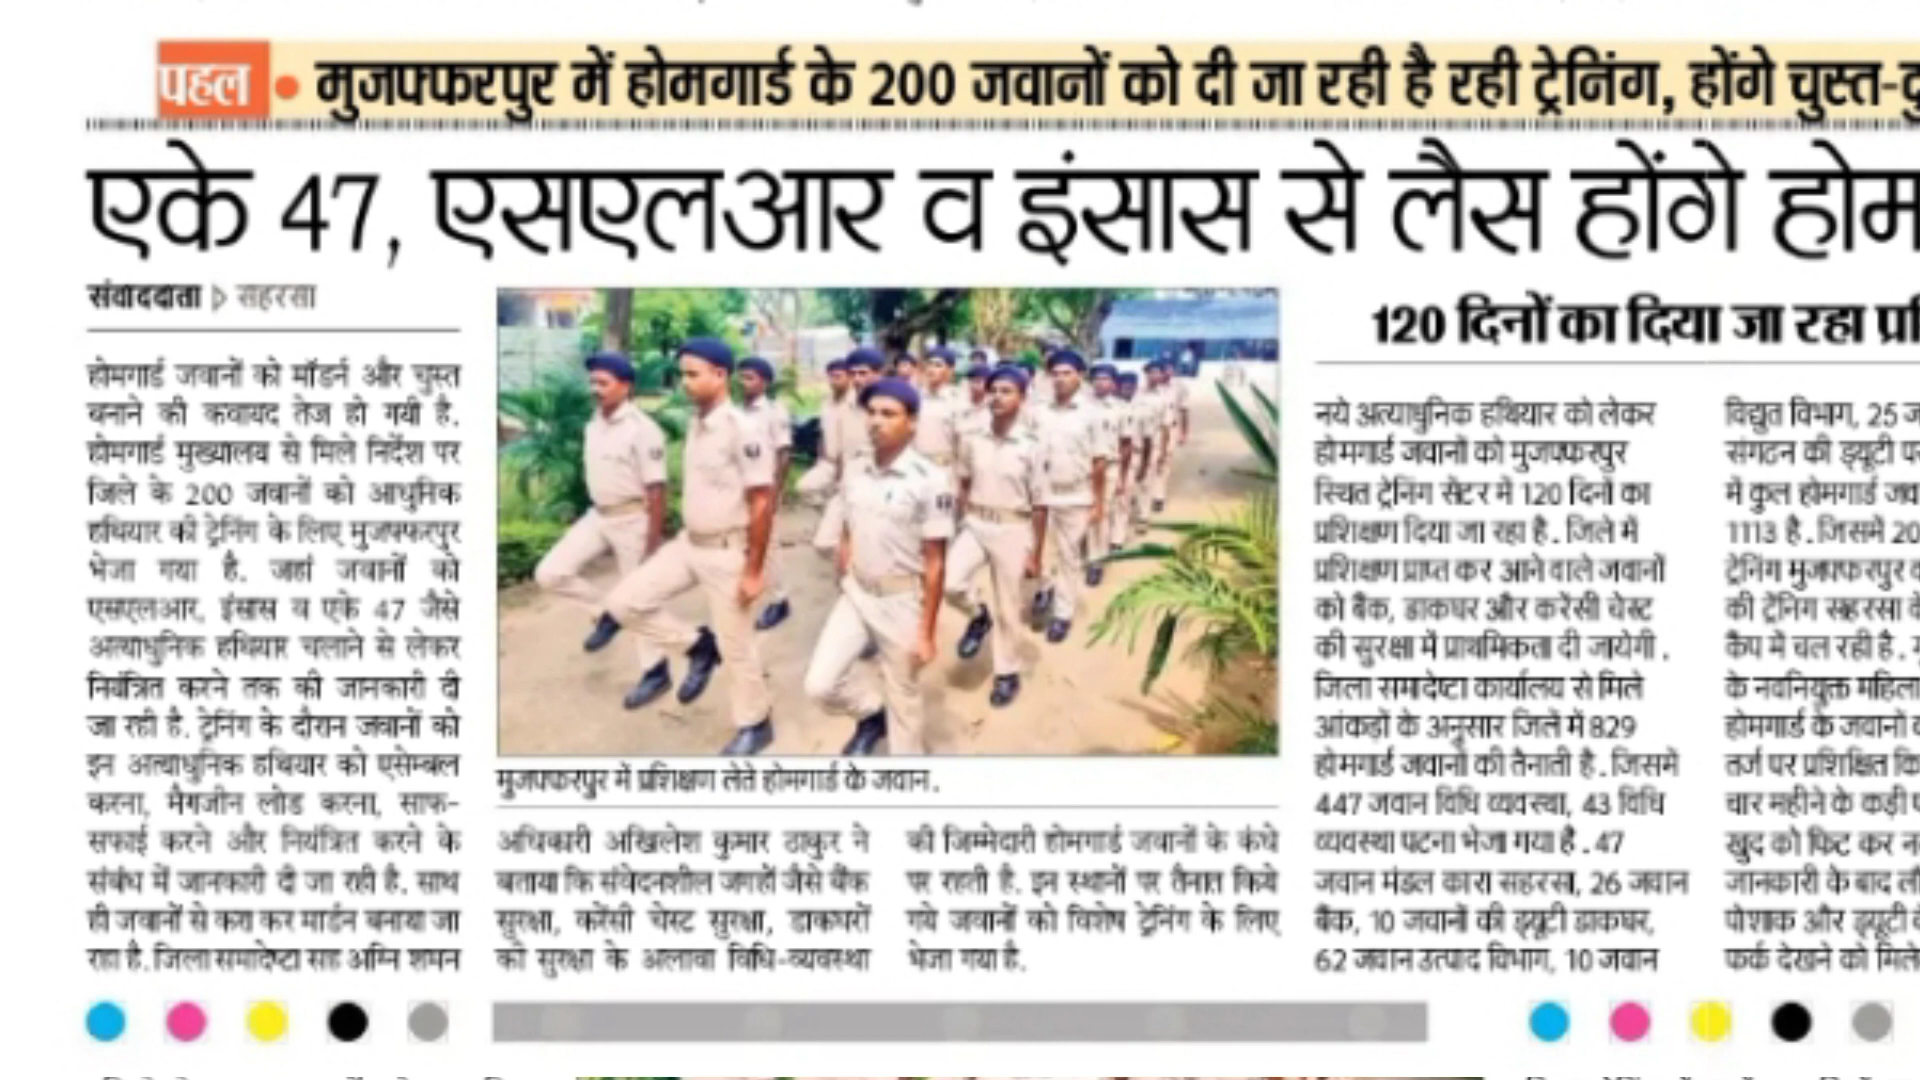 पहल • मुजफ्फरपुर में होमगार्ड के 200 जवानों को दी जा रही है रही ट्रेनिंग, होंगे चुस्त-दु
एके 47, एसएलआर व इंसास से लैस होंगे होम
संवाददाता ▷ सहरसा
होमगार्ड जवानों को मॉडर्न और चुस्त
बनाने की कवायद तेज हो गयी है.
होमगार्ड मुख्यालय से मिले निर्देश पर
जिले के 200 जवानों को आधुनिक
हथियार की ट्रेनिंग के लिए मुजफ्फरपुर
भेजा गया है. जहां जवानों को
एसएलआर, इंसास व एके 47 जैसे
अत्याधुनिक हथियार चलाने से लेकर
नियंत्रित करने तक की जानकारी दी
जा रही है. ट्रेनिंग के दौरान जवानों को
इन अत्याधुनिक हथियार को एसेम्बल
करना, मैगजीन लोड करना, साफ-
सफाई करने और नियंत्रित करने के
संबंध में जानकारी दी जा रही है. साथ
ही जवानों से करा कर मार्डन बनाया जा
रहा है. जिला समादेष्टा सह अग्नि शमन
मुजफ्फरपुर में प्रशिक्षण लेते होमगार्ड के जवान.
अधिकारी अखिलेश कुमार ठाकुर ने
बताया कि संवेदनशील जगहों जैसे बैंक
सुरक्षा, करेंसी चेस्ट सुरक्षा, डाकघरों
की सुरक्षा के अलावा विधि-व्यवस्था
की जिम्मेदारी होमगार्ड जवानों के कंधे
पर रहती है. इन स्थानों पर तैनात किये
गये जवानों को विशेष ट्रेनिंग के लिए
भेजा गया है.
120 दिनों का दिया जा रहा प्रशि
नये अत्याधुनिक हथियार को लेकर
होमगार्ड जवानों को मुजफ्फरपुर
स्थित ट्रेनिंग सेंटर में 120 दिनों का
प्रशिक्षण दिया जा रहा है. जिले में
प्रशिक्षण प्राप्त कर आने वाले जवानों
को बैंक, डाकघर और करेंसी चेस्ट
की सुरक्षा में प्राथमिकता दी जायेगी.
जिला समादेष्टा कार्यालय से मिले
आंकड़ों के अनुसार जिले में 829
होमगार्ड जवानों की तैनाती है. जिसमें
447 जवान विधि व्यवस्था, 43 विधि
व्यवस्था पटना भेजा गया है. 47
जवान मंडल कारा सहरसा, 26 जवान
बैंक, 10 जवानों की ड्यूटी डाकघर,
62 जवान उत्पाद विभाग, 10 जवान
विद्युत विभाग, 25 ज
संगठन की ड्यूटी पर
में कुल होमगार्ड जवा
1113 है. जिसमें 20
ट्रेनिंग मुजफ्फरपुर व
की ट्रेनिंग सहरसा के
कैंप में चल रही है.
के नवनियुक्त महिला
होमगार्ड के जवानों व
तर्ज पर प्रशिक्षित कि
चार महीने के कड़ी प
खुद को फिट कर न
जानकारी के बाद लौ
पोशाक और ड्यूटी के
फर्क देखने को मिले